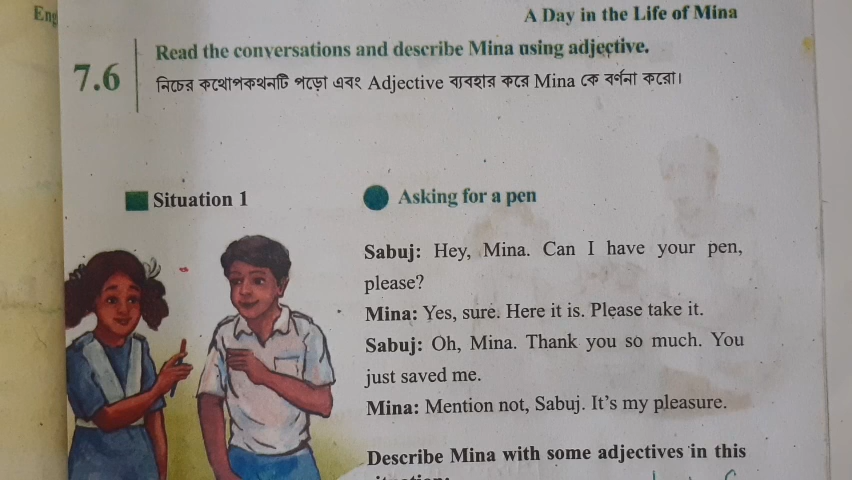 Eng
A Day in the Life of Mina
7.6
Read the conversations and describe Mina using adjective.
নিচের কথোপকথনটি পড়ো এবং Adjective ব্যবহার করে Mina কে বর্ণনা করো।
Situation 1
Asking for a pen
Sabuj: Hey, Mina. Can I have your pen,
please?
Mina: Yes, sure. Here it is. Please take it.
Sabuj: Oh, Mina. Thank you so much. You
just saved me.
Mina: Mention not, Sabuj. It's my pleasure.
Describe Mina with some adjectives in this